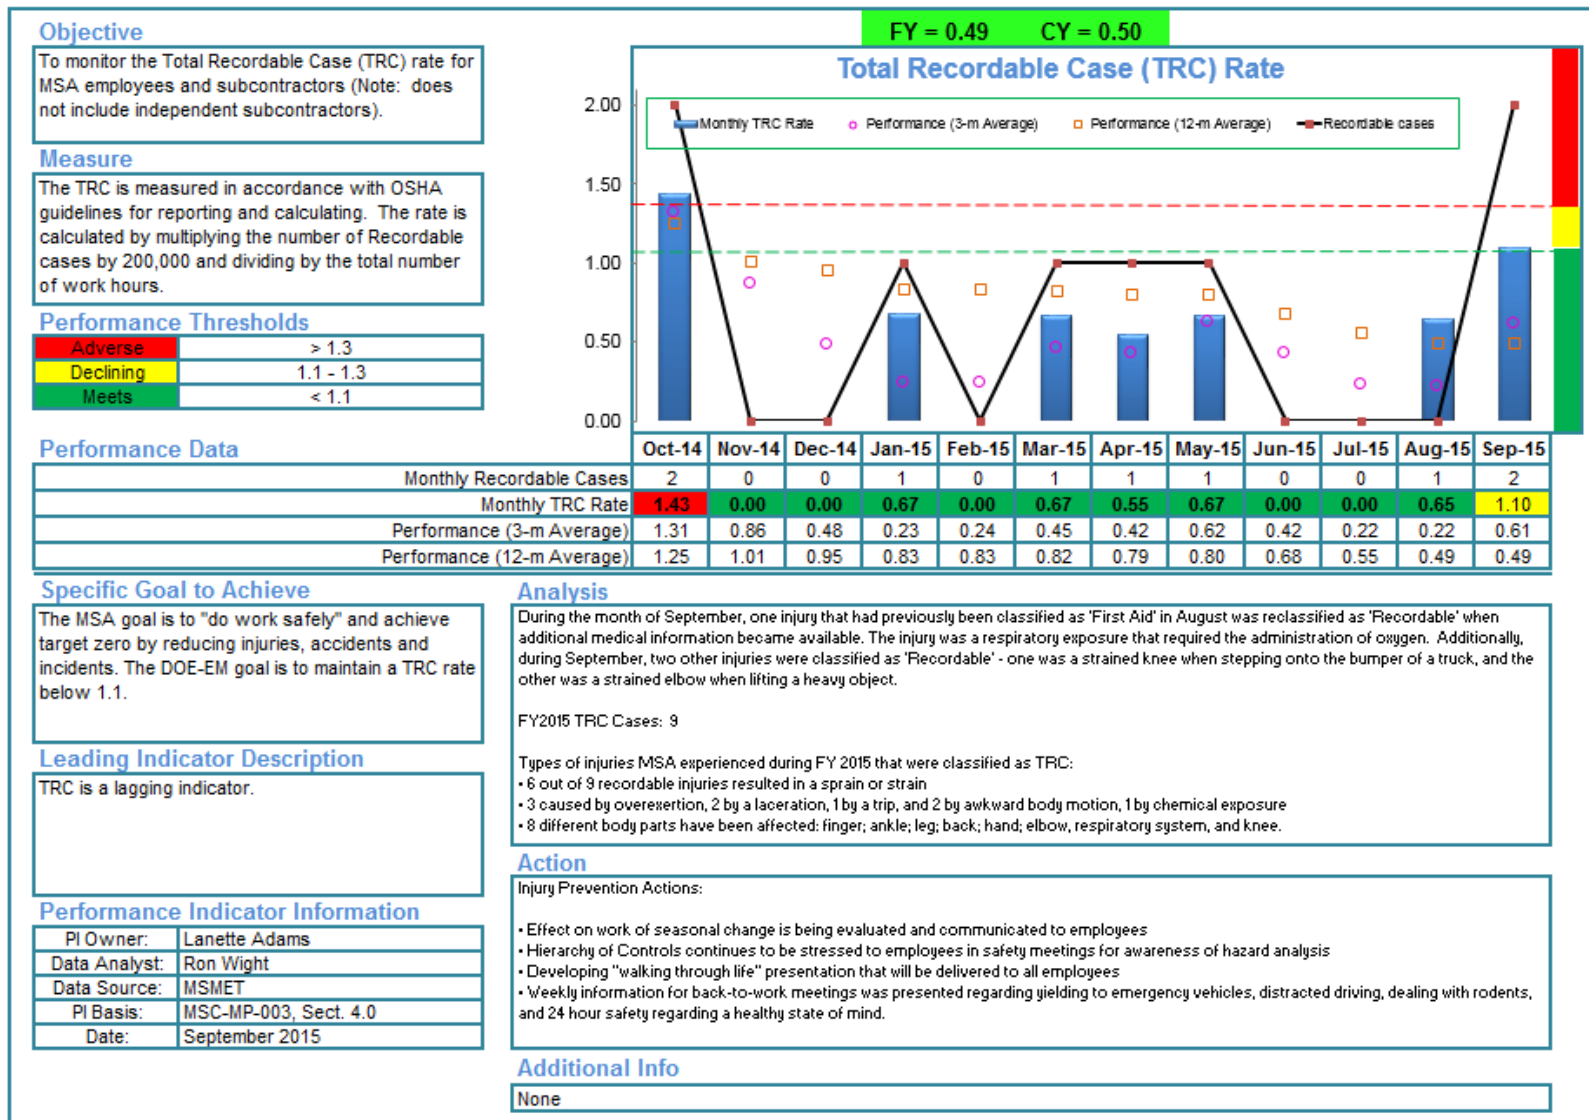 FY = 0.49 CY = 0.50
Objective
To monitor the Total Recordable Case (TRC) rate for
MSA employees and subcontractors (Note: does
not include independent subcontractors).
Measure
The TRC is measured in accordance with OSHA
guidelines for reporting and calculating. The rate is
calculated by multiplying the number of Recordable
cases by 200,000 and dividing by the total number
of work hours.
Performance Thresholds
Adverse > 1.3
Declining 1.1 - 1.3
Meets < 1.1
Total Recordable Case (TRC) Rate
Monthly TRC Rate Performance (3-m Average) Performance (12-m Average) Recordable cases
2.00
1.50
1.00
0.50
0.00
Performance Data Oct-14 Nov-14 Dec-14 Jan-15 Feb-15 Mar-15 Apr-15 May-15 Jun-15 Jul-15 Aug-15 Sep-15
Monthly Recordable Cases 2 0 0 1 0 1 1 1 0 0 1 2
Monthly TRC Rate 1.43 0.00 0.00 0.67 0.00 0.67 0.55 0.67 0.00 0.00 0.65 1.10
Performance (3-m Average) 1.31 0.86 0.48 0.23 0.24 0.45 0.42 0.62 0.42 0.22 0.22 0.61
Performance (12-m Average) 1.25 1.01 0.95 0.83 0.83 0.82 0.79 0.80 0.68 0.55 0.49 0.49
Specific Goal to Achieve
The MSA goal is to "do work safely" and achieve
target zero by reducing injuries, accidents and
incidents. The DOE-EM goal is to maintain a TRC rate
below 1.1.
Leading Indicator Description
TRC is a lagging indicator.
Performance Indicator Information
PI Owner: Lanette Adams
Data Analyst: Ron Wight
Data Source: MSMET
PI Basis: MSC-MP-003, Sect. 4.0
Date: September 2015
Analysis
During the month of September, one injury that had previously been classified as 'First Aid' in August was reclassified as 'Recordable' when
additional medical information became available. The injury was a respiratory exposure that required the administration of oxygen. Additionally,
during September, two other injuries were classified as 'Recordable' - one was a strained knee when stepping onto the bumper of a truck, and the
other was a strained elbow when lifting a heavy object.
FY2015 TRC Cases: 9
Types of injuries MSA experienced during FY 2015 that were classified as TRC:
• 6 out of 9 recordable injuries resulted in a sprain or strain
• 3 caused by overexertion, 2 by a laceration, 1 by a trip, and 2 by awkward body motion, 1 by chemical exposure
• 8 different body parts have been affected: finger; ankle; leg; back; hand; elbow, respiratory system, and knee.
Action
Injury Prevention Actions:
• Effect on work of seasonal change is being evaluated and communicated to employees
• Hierarchy of Controls continues to be stressed to employees in safety meetings for awareness of hazard analysis
• Developing "walking through life" presentation that will be delivered to all employees
• Weekly information for back-to-work meetings was presented regarding yielding to emergency vehicles, distracted driving, dealing with rodents,
and 24 hour safety regarding a healthy state of mind.
Additional Info
None